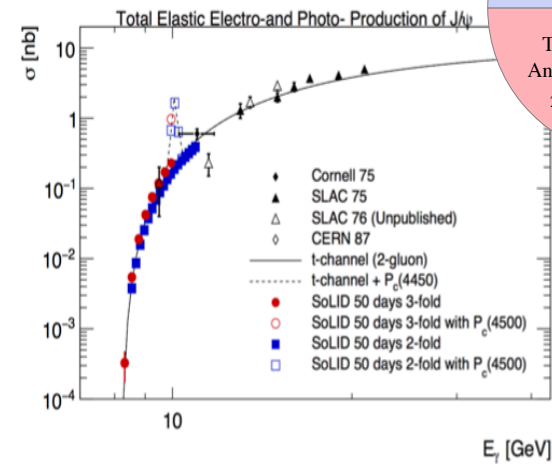 Total Elastic Electro-and Photo- Production of J/ψ
σ [nb]
10
1
10⁻¹
10⁻²
10⁻³
10⁻⁴
T
An
Cornell 75
SLAC 75
SLAC 76 (Unpublished)
CERN 87
t-channel (2-gluon)
t-channel + P_c(4450)
SoLID 50 days 3-fold
SoLID 50 days 3-fold with P_c(4500)
SoLID 50 days 2-fold
SoLID 50 days 2-fold with P_c(4500)
10
E_γ [GeV]